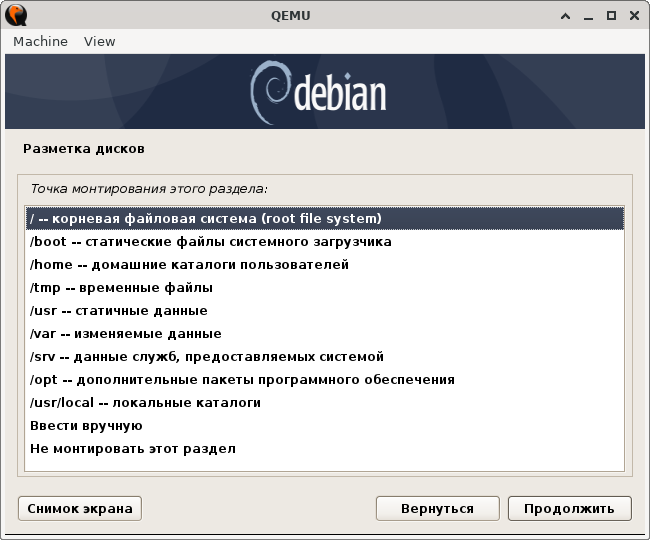 QEMU
Machine View
debian
Разметка дисков
Точка монтирования этого раздела:
/ -- корневая файловая система (root file system)
/boot -- статические файлы системного загрузчика
/home -- домашние каталоги пользователей
/tmp -- временные файлы
/usr -- статичные данные
/var -- изменяемые данные
/srv -- данные служб, предоставляемых системой
/opt -- дополнительные пакеты программного обеспечения
/usr/local -- локальные каталоги
Ввести вручную
Не монтировать этот раздел
Снимок экрана Вернуться Продолжить